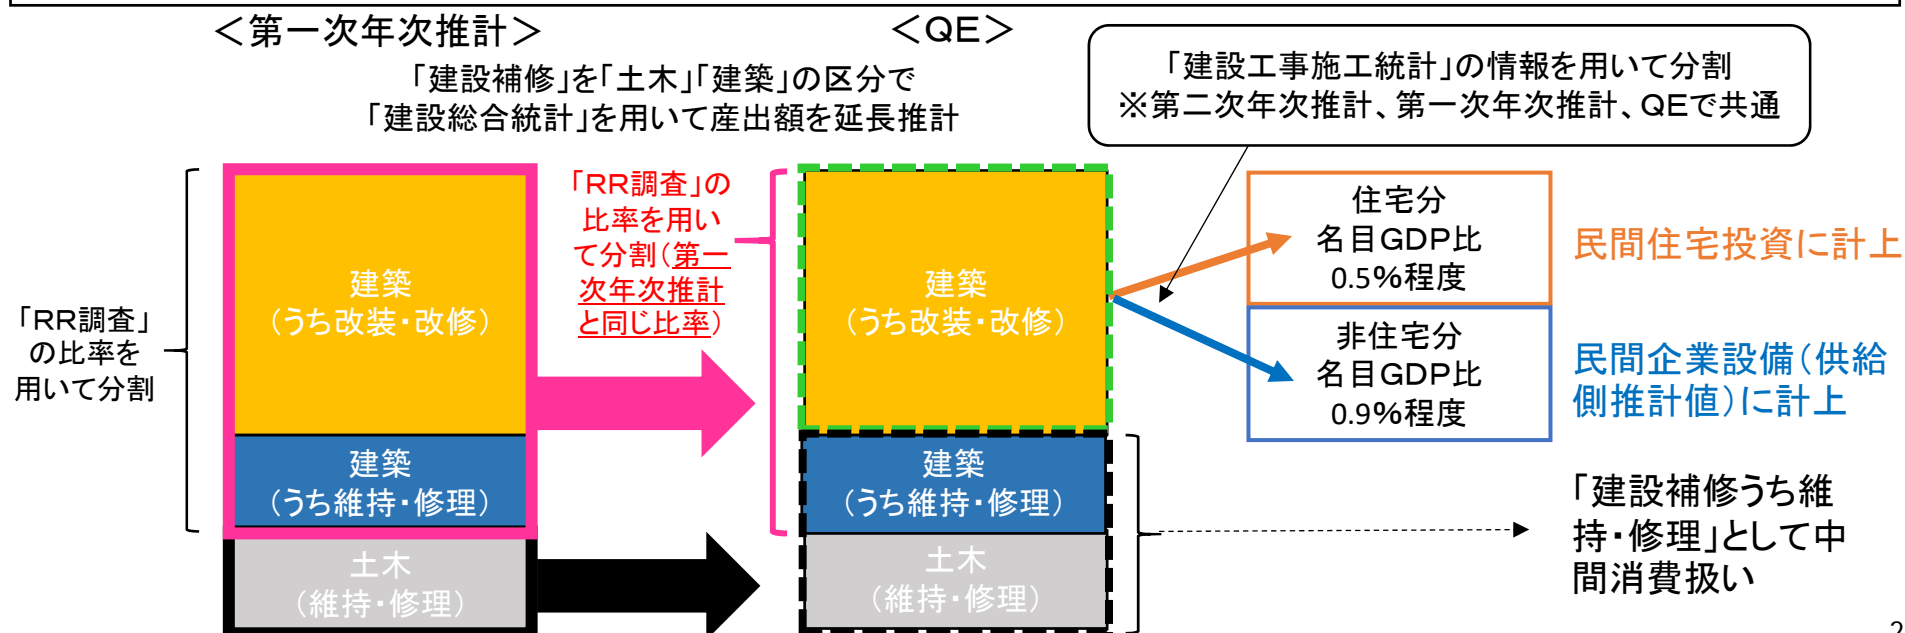 ＜第一次年次推計＞
＜ＱＥ＞
「建設補修」を「土木」「建築」の区分で
「建設総合統計」を用いて産出額を延長推計
「建設工事施工統計」の情報を用いて分割
※第二次年次推計、第一次年次推計、ＱＥで共通
「ＲＲ調査」
の比率を
用いて分割
建築
（うち改装・改修）
建築
（うち維持・修理）
土木
（維持・修理）
「ＲＲ調査」の
比率を用い
て分割（第一
次年次推計
と同じ比率）
建築
（うち改装・改修）
建築
（うち維持・修理）
土木
（維持・修理）
住宅分
名目ＧＤＰ比
0.5％程度
非住宅分
名目ＧＤＰ比
0.9％程度
民間住宅投資に計上
民間企業設備（供給
側推計値）に計上
「建設補修うち維
持・修理」として中
間消費扱い
2